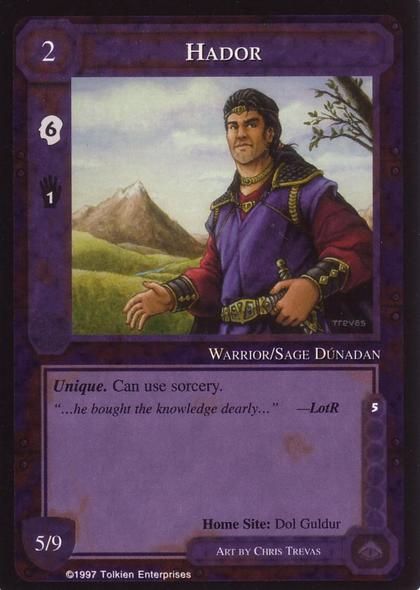 2
HADOR
6
1
TREVAS
WARRIOR/SAGE DÚNADAN
Unique. Can use sorcery.
“...he bought the knowledge dearly...” —LotR
5
Home Site: Dol Guldur
5/9
ART BY CHRIS TREVAS
©1997 Tolkien Enterprises